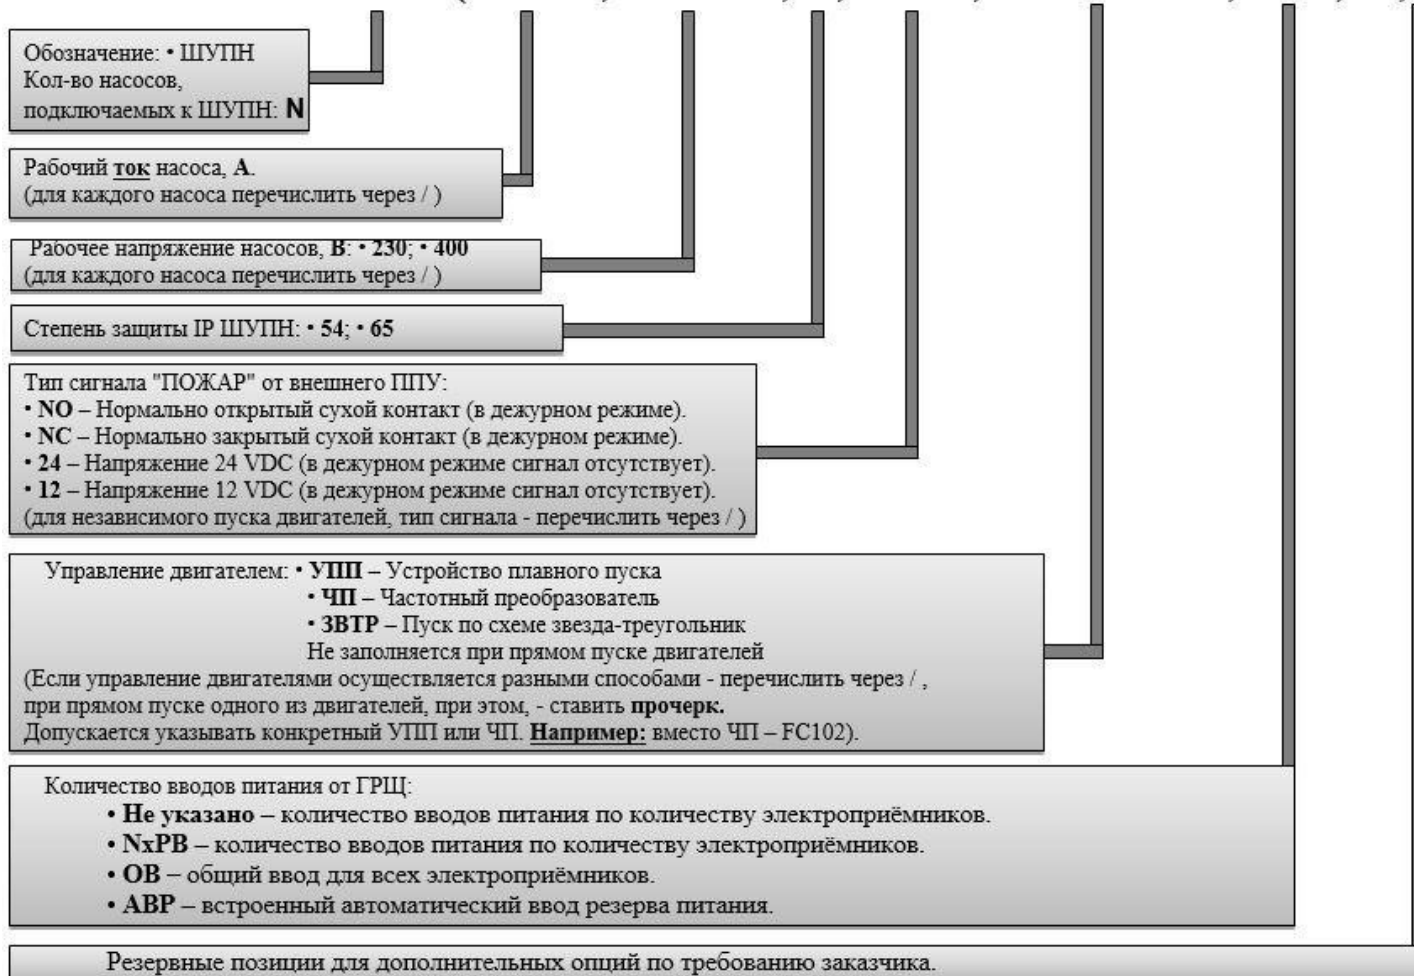 Обозначение: • ШУПН
Кол-во насосов,
подключаемых к ШУПН: N
Рабочий ток насоса, А.
(для каждого насоса перечислить через / )
Рабочее напряжение насосов, В: • 230; • 400
(для каждого насоса перечислить через / )
Степень защиты IP ШУПН: • 54; • 65
Тип сигнала "ПОЖАР" от внешнего ППУ:
• NO – Нормально открытый сухой контакт (в дежурном режиме).
• NC – Нормально закрытый сухой контакт (в дежурном режиме).
• 24 – Напряжение 24 VDC (в дежурном режиме сигнал отсутствует).
• 12 – Напряжение 12 VDC (в дежурном режиме сигнал отсутствует).
(для независимого пуска двигателей, тип сигнала - перечислить через / )
Управление двигателем: • УПП – Устройство плавного пуска
• ЧП – Частотный преобразователь
• ЗВТР – Пуск по схеме звезда-треугольник
Не заполняется при прямом пуске двигателей
(Если управление двигателями осуществляется разными способами - перечислить через / ,
при прямом пуске одного из двигателей, при этом, - ставить прочерк.
Допускается указывать конкретный УПП или ЧП. Например: вместо ЧП – FC102).
Количество вводов питания от ГРЩ:
• Не указано – количество вводов питания по количеству электроприёмников.
• NxРВ – количество вводов питания по количеству электроприёмников.
• ОВ – общий ввод для всех электроприёмников.
• АВР – встроенный автоматический ввод резерва питания.
Резервные позиции для дополнительных опций по требованию заказчика.